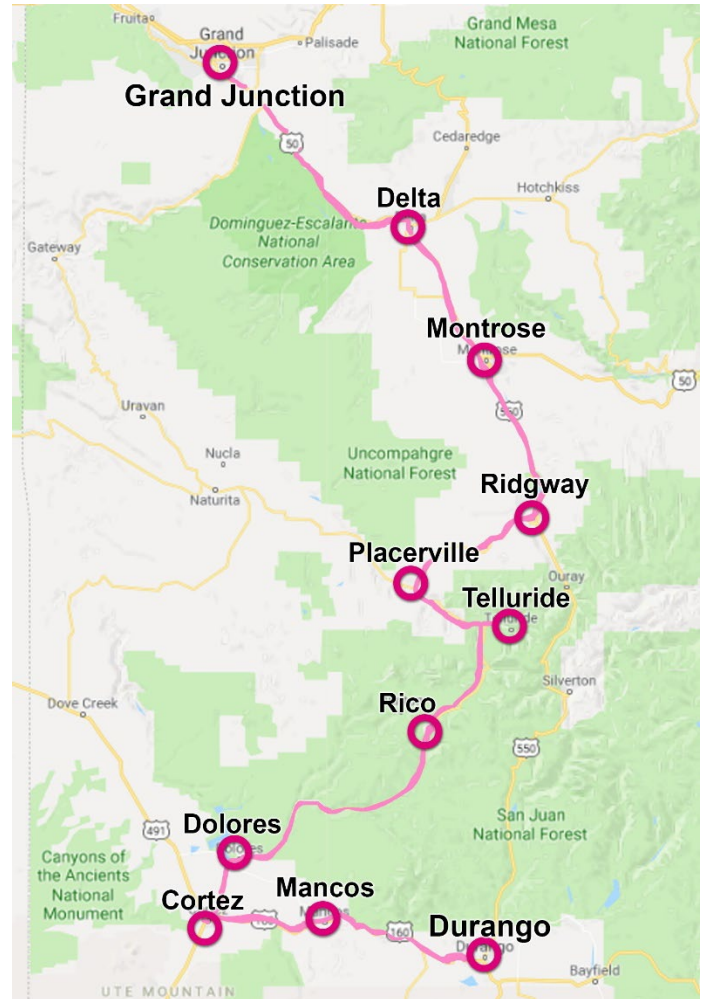 Fruita
Grand Mesa
National Forest
Grand
Junction
Palisade
Grand Junction
50
Cedaredge
Delta
Hotchkiss
Dominguez-Escalante
National
Conservation Area
Gateway
Montrose
50
Uravan
550
Nucla
Uncompahgre
National Forest
Naturita
Ridgway
Placerville
Ouray
Telluride
Silverton
Rico
Dove Creek
550
San Juan
National Forest
Dolores
491
Canyons of
the Ancients
National
Monument
Mancos
Cortez
160
160
Durango
Bayfield
UTE MOUNTAIN